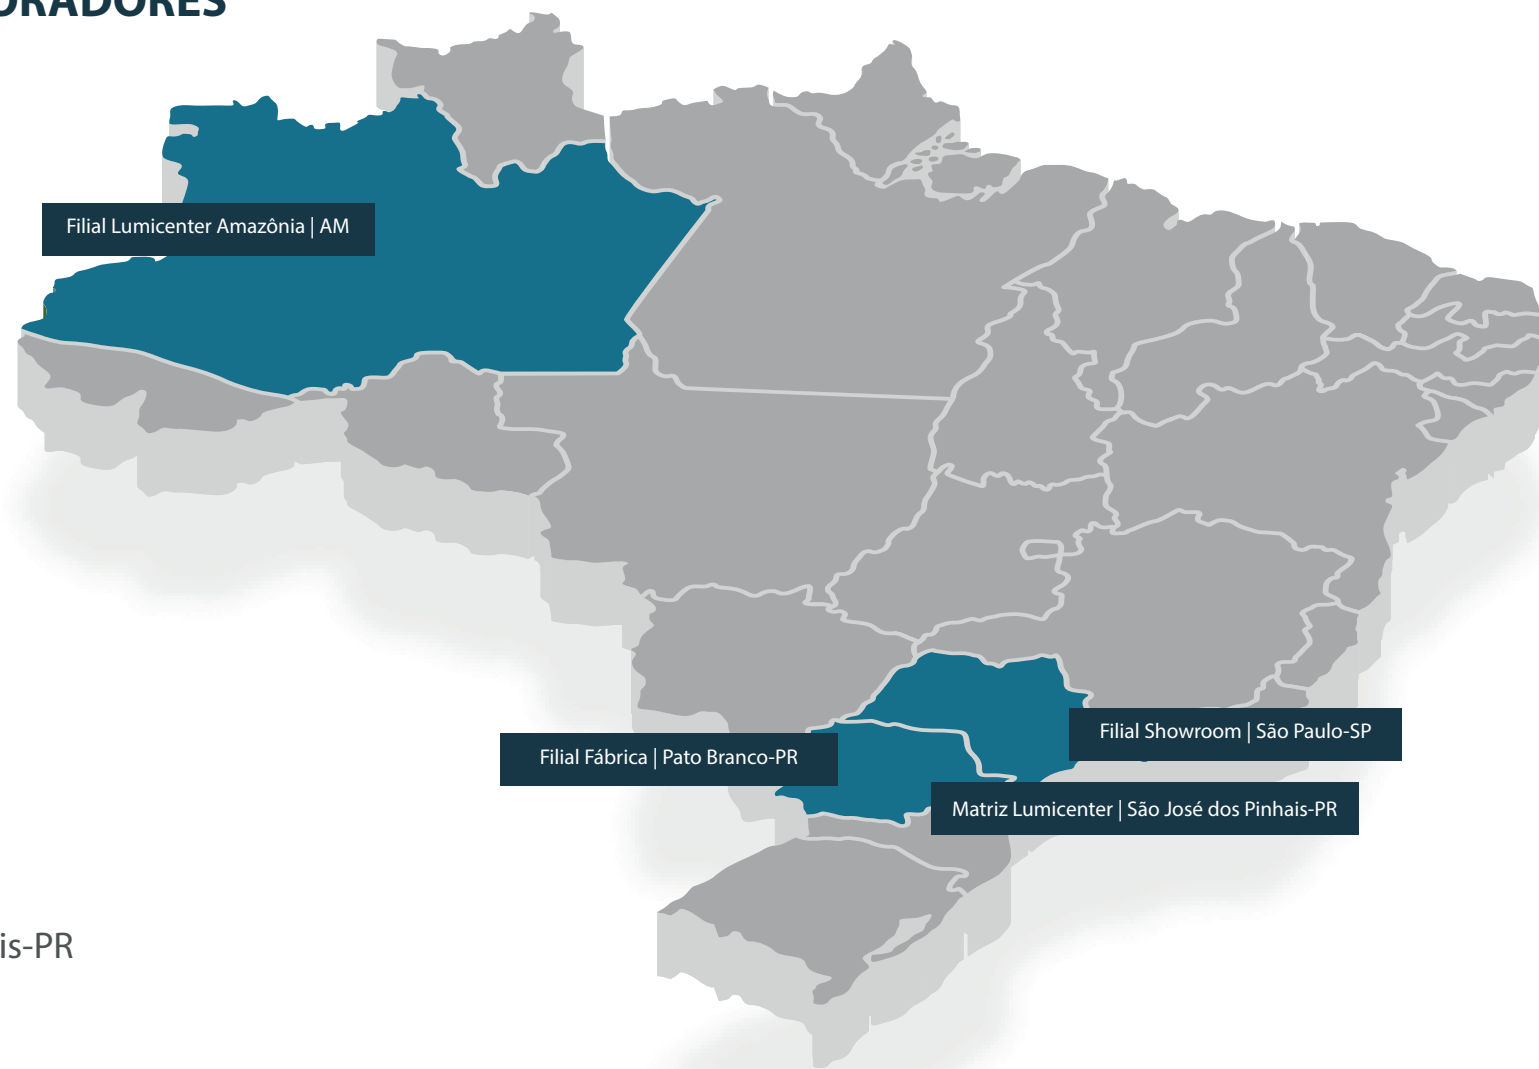 ORADORES
Filial Lumicenter Amazônia | AM
Filial Showroom | São Paulo-SP
Filial Fábrica | Pato Branco-PR
Matriz Lumicenter | São José dos Pinhais-PR
is-PR